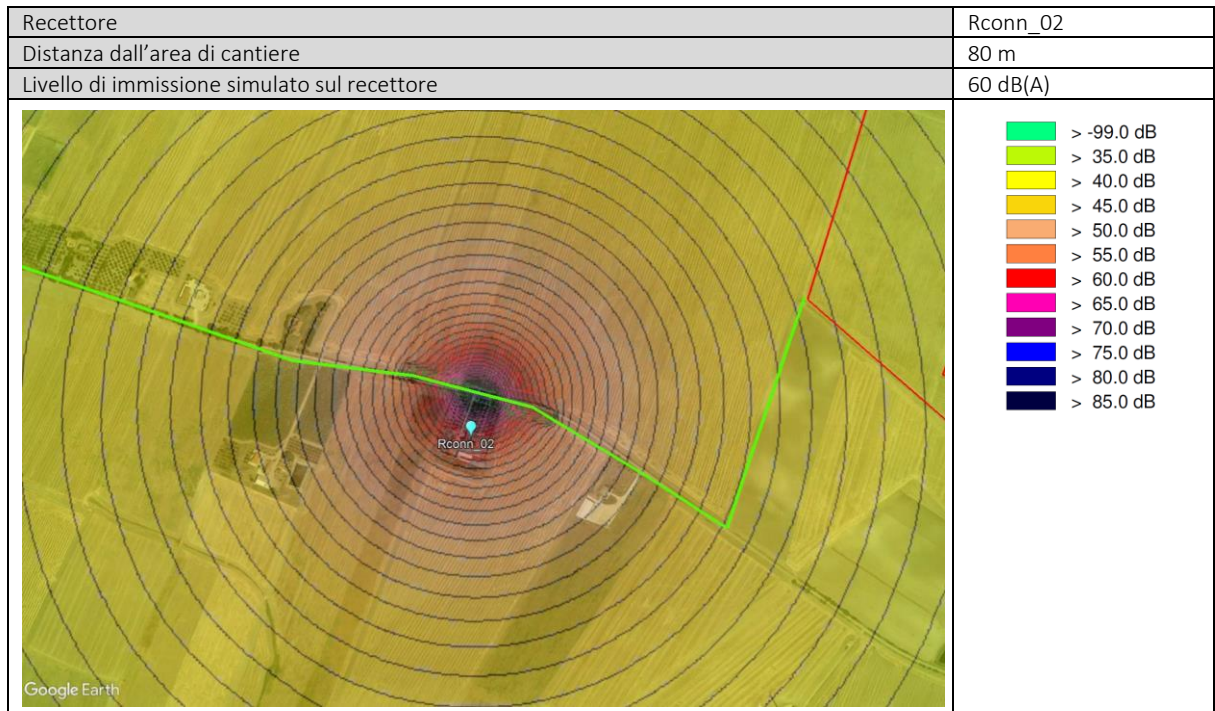 Recettore Rconn_02
Distanza dall’area di cantiere 80 m
Livello di immissione simulato sul recettore 60 dB(A)
> -99.0 dB
> 35.0 dB
> 40.0 dB
> 45.0 dB
> 50.0 dB
> 55.0 dB
> 60.0 dB
> 65.0 dB
> 70.0 dB
> 75.0 dB
> 80.0 dB
> 85.0 dB
Rconn_02
Google Earth